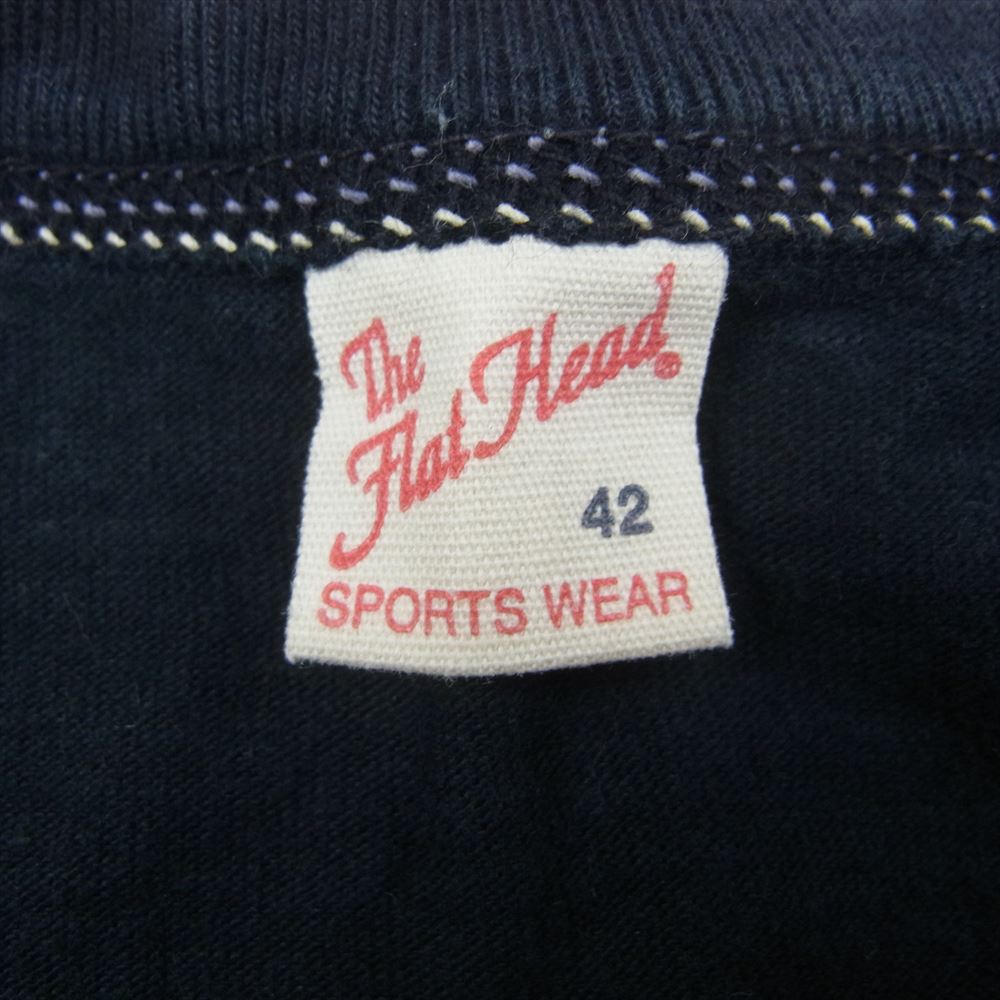 The
Flat Head®
42
SPORTS WEAR